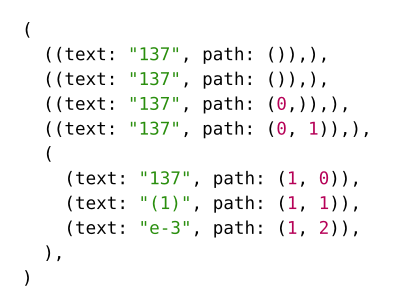 (
  ((text: "137", path: ()),),
  ((text: "137", path: ()),),
  ((text: "137", path: (0,)),),
  ((text: "137", path: (0, 1)),),
  (
    (text: "137", path: (1, 0)),
    (text: "(1)", path: (1, 1)),
    (text: "e-3", path: (1, 2)),
  ),
)